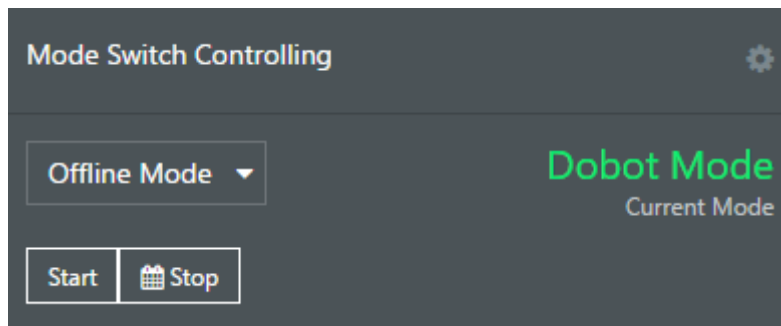 Mode Switch Controlling
Offline Mode
Dobot Mode
Current Mode
Start
Stop